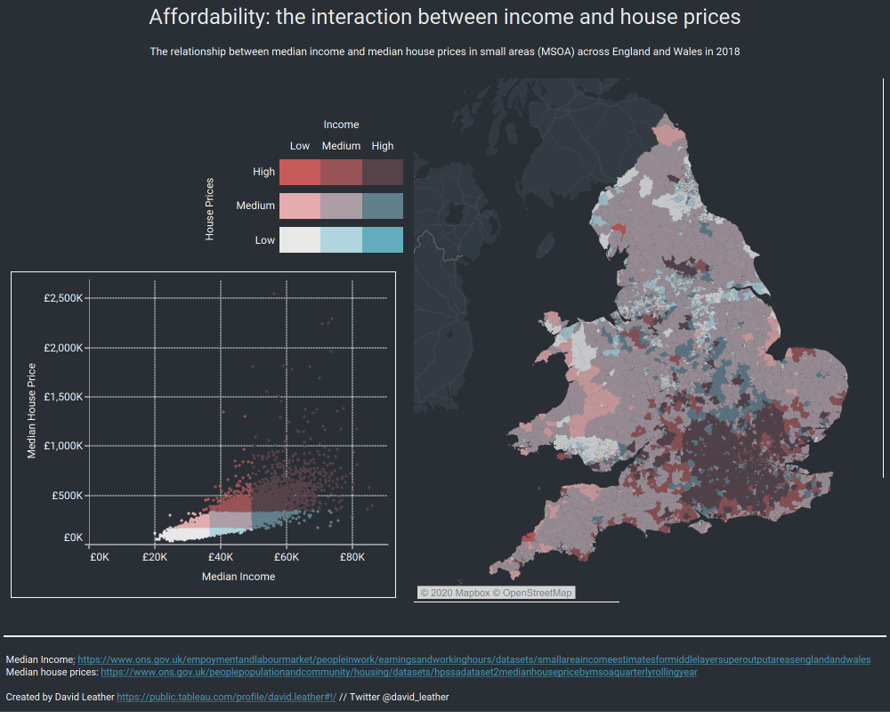 Affordability: the interaction between income and house prices
The relationship between median income and median house prices in small areas (MSOA) across England and Wales in 2018
Income
Low Medium High
House Prices
High
Medium
Low
Median House Price
£2,500K
£2,000K
£1,500K
£1,000K
£500K
£0K
£0K £20K £40K £60K £80K
Median Income
© 2020 Mapbox © OpenStreetMap
Median Income: https://www.ons.gov.uk/empoymentandlabourmarket/peopleinwork/earningsandworkinghours/datasets/smallareaincomeestimatesformiddlelayersuperoutputareasenglandandwales
Median house prices: https://www.ons.gov.uk/peoplepopulationandcommunity/housing/datasets/hpssadataset2medianhousepricebymsoaquarterlyrollingyear
Created by David Leather https://public.tableau.com/profile/david.leather#!/ // Twitter @david_leather